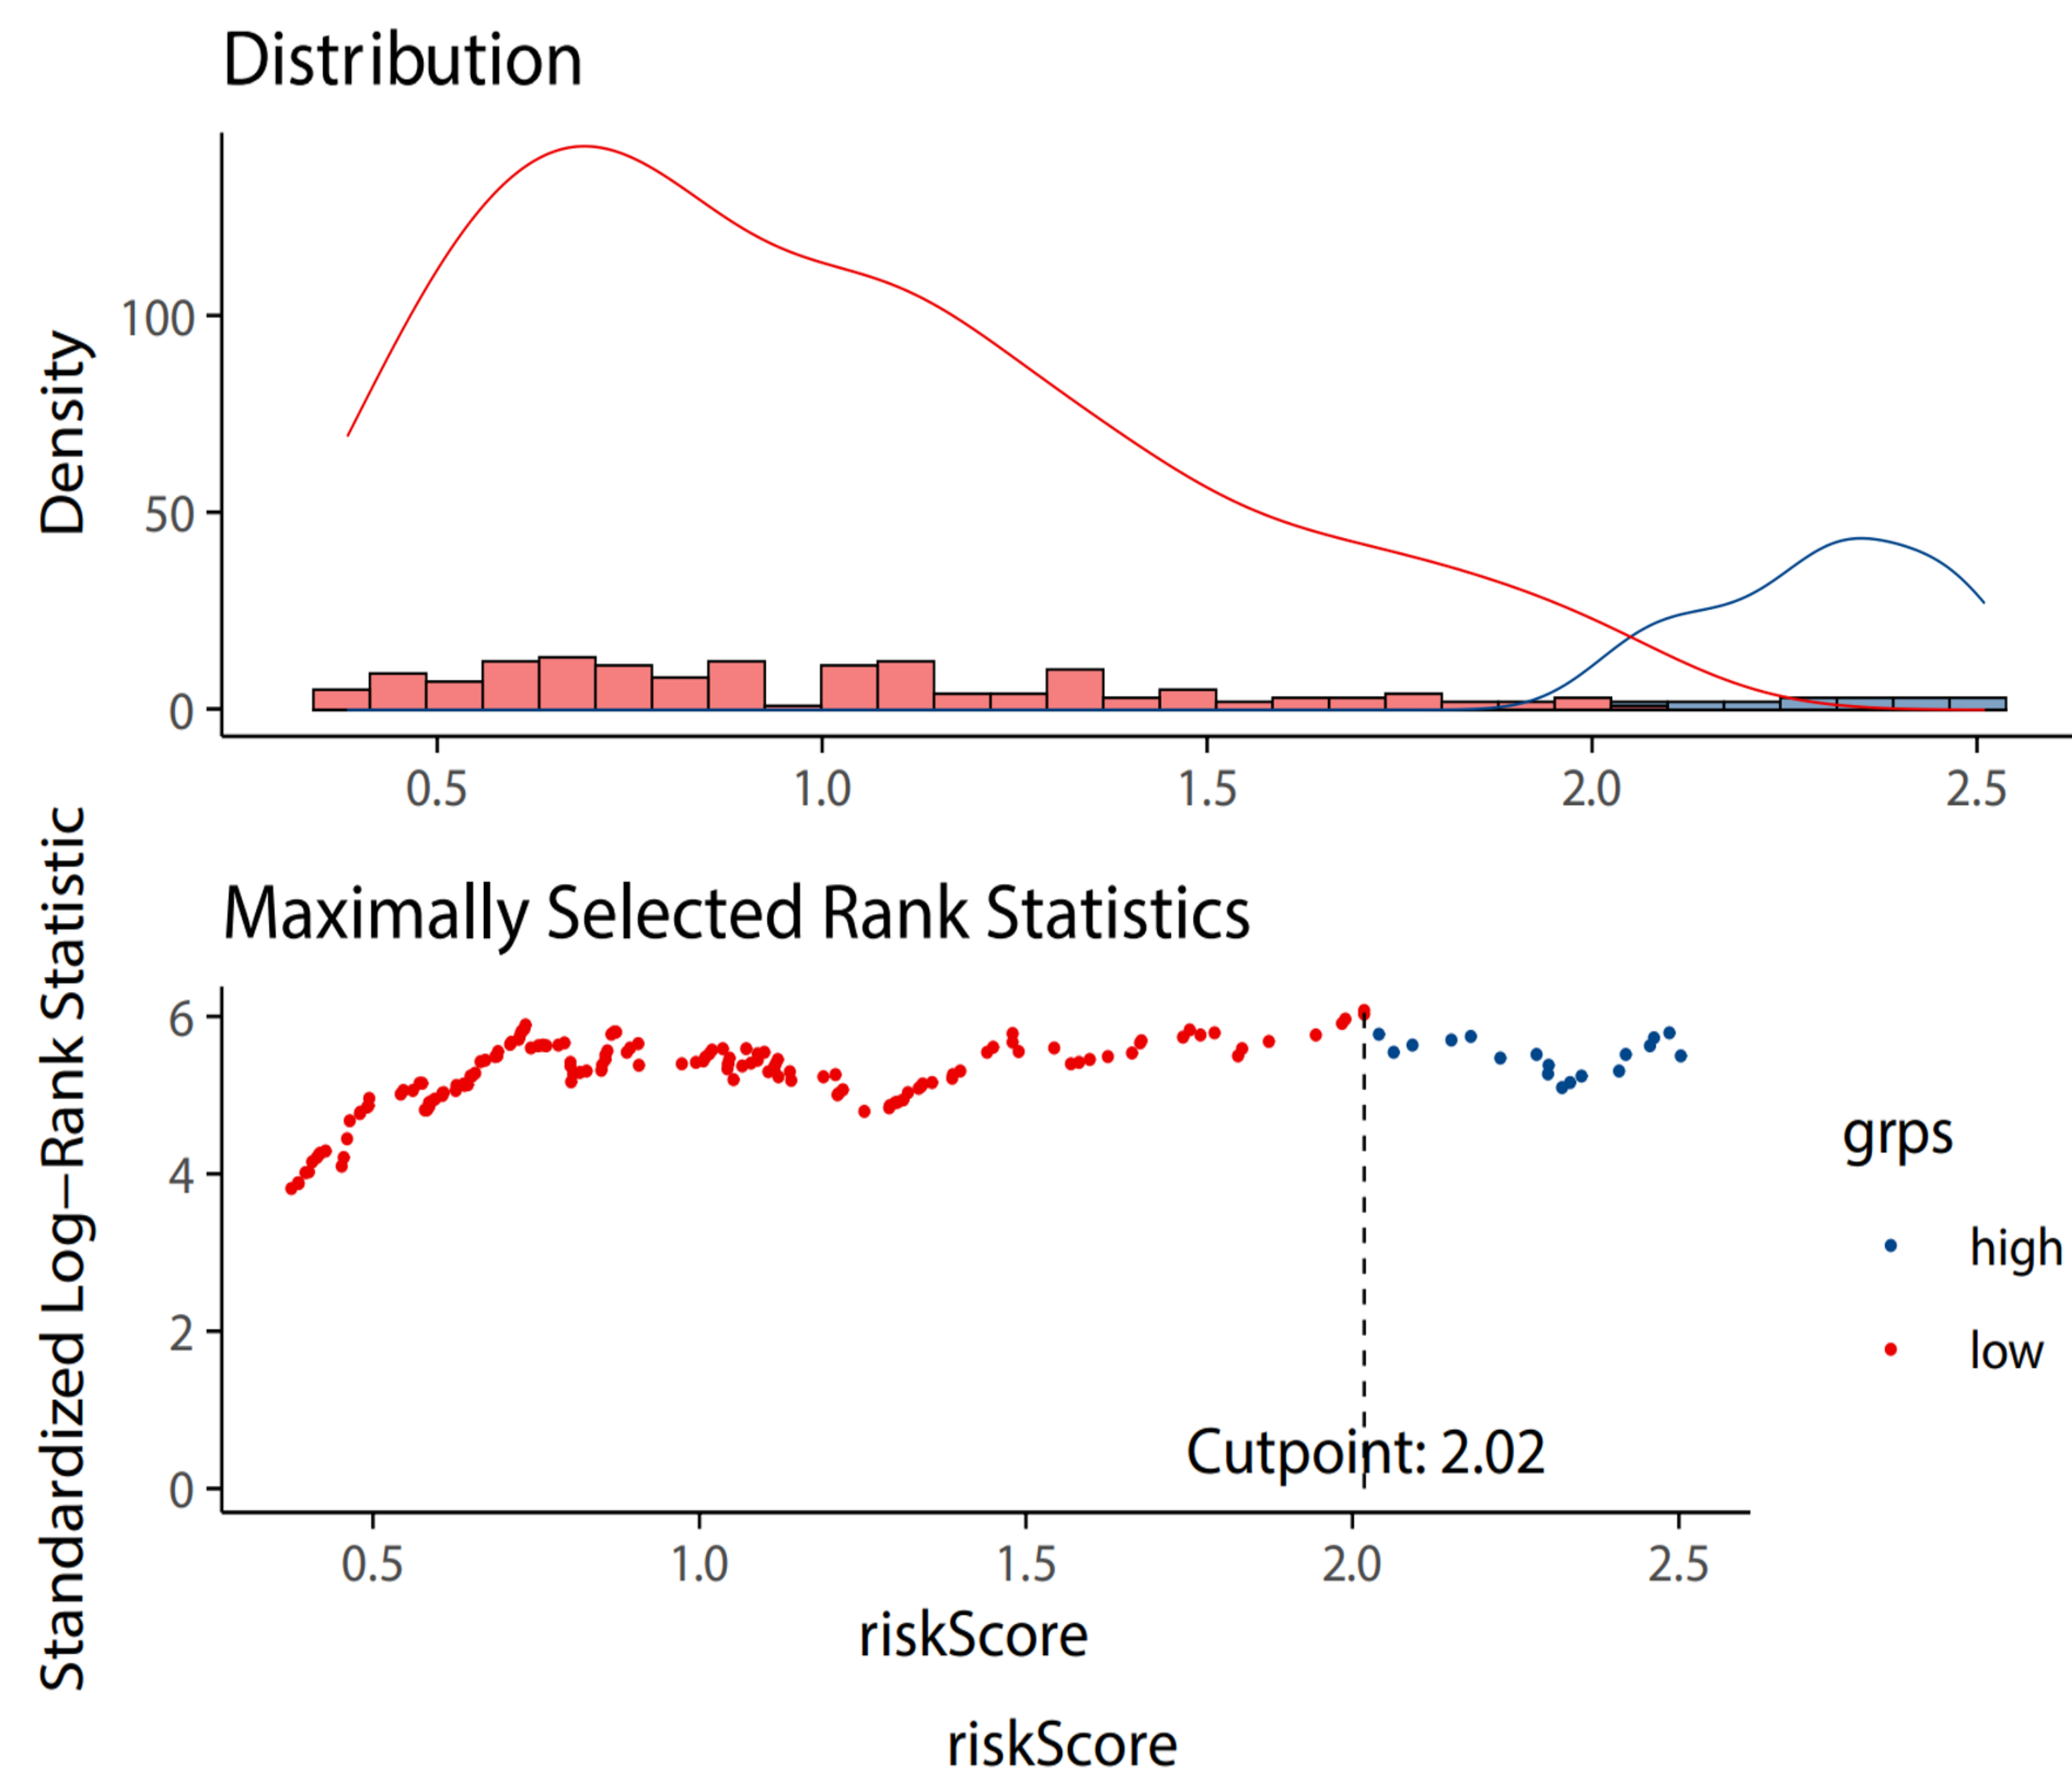 Distribution
Density
100
50
0
0.5 1.0 1.5 2.0 2.5
Maximally Selected Rank Statistics
Standardized Log−Rank Statistic
6
4
2
0
Cutpoint: 2.02
0.5 1.0 1.5 2.0 2.5
riskScore
grps
high
low
riskScore